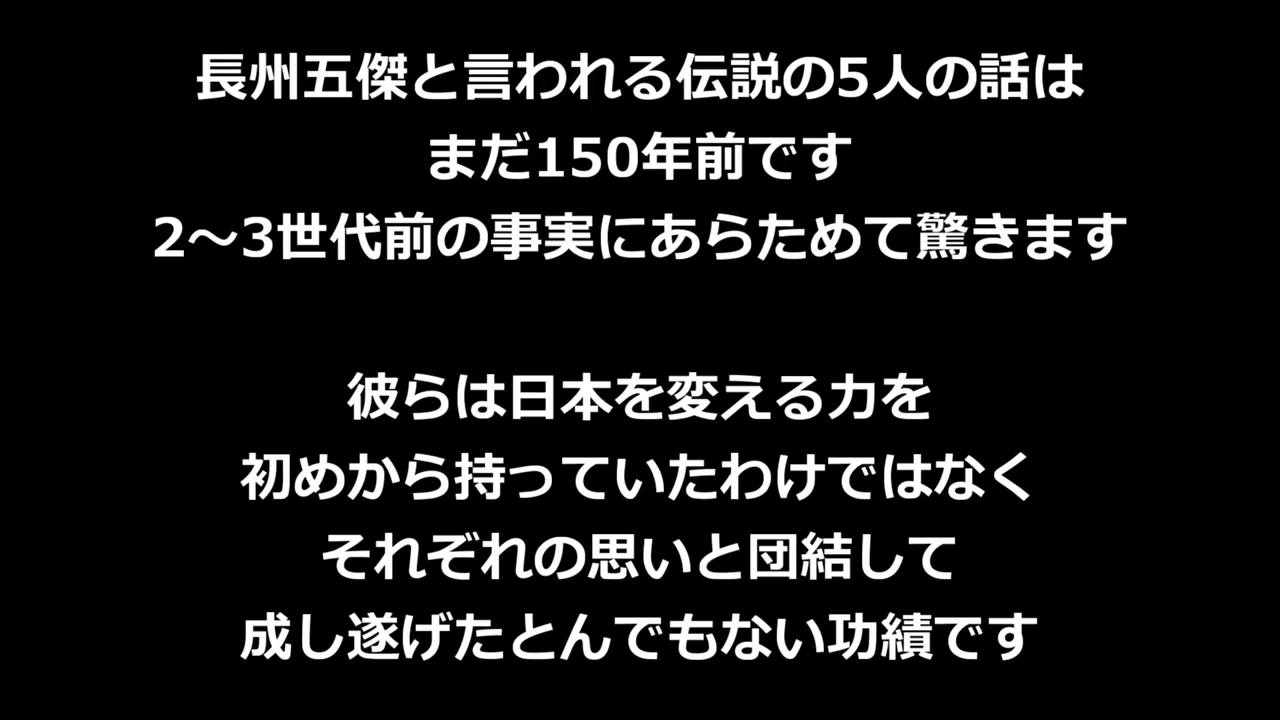 長州五傑と言われる伝説の5人の話は
まだ150年前です
2～3世代前の事実にあらためて驚きます
彼らは日本を変える力を
初めから持っていたわけではなく
それぞれの思いと団結して
成し遂げたとんでもない功績です